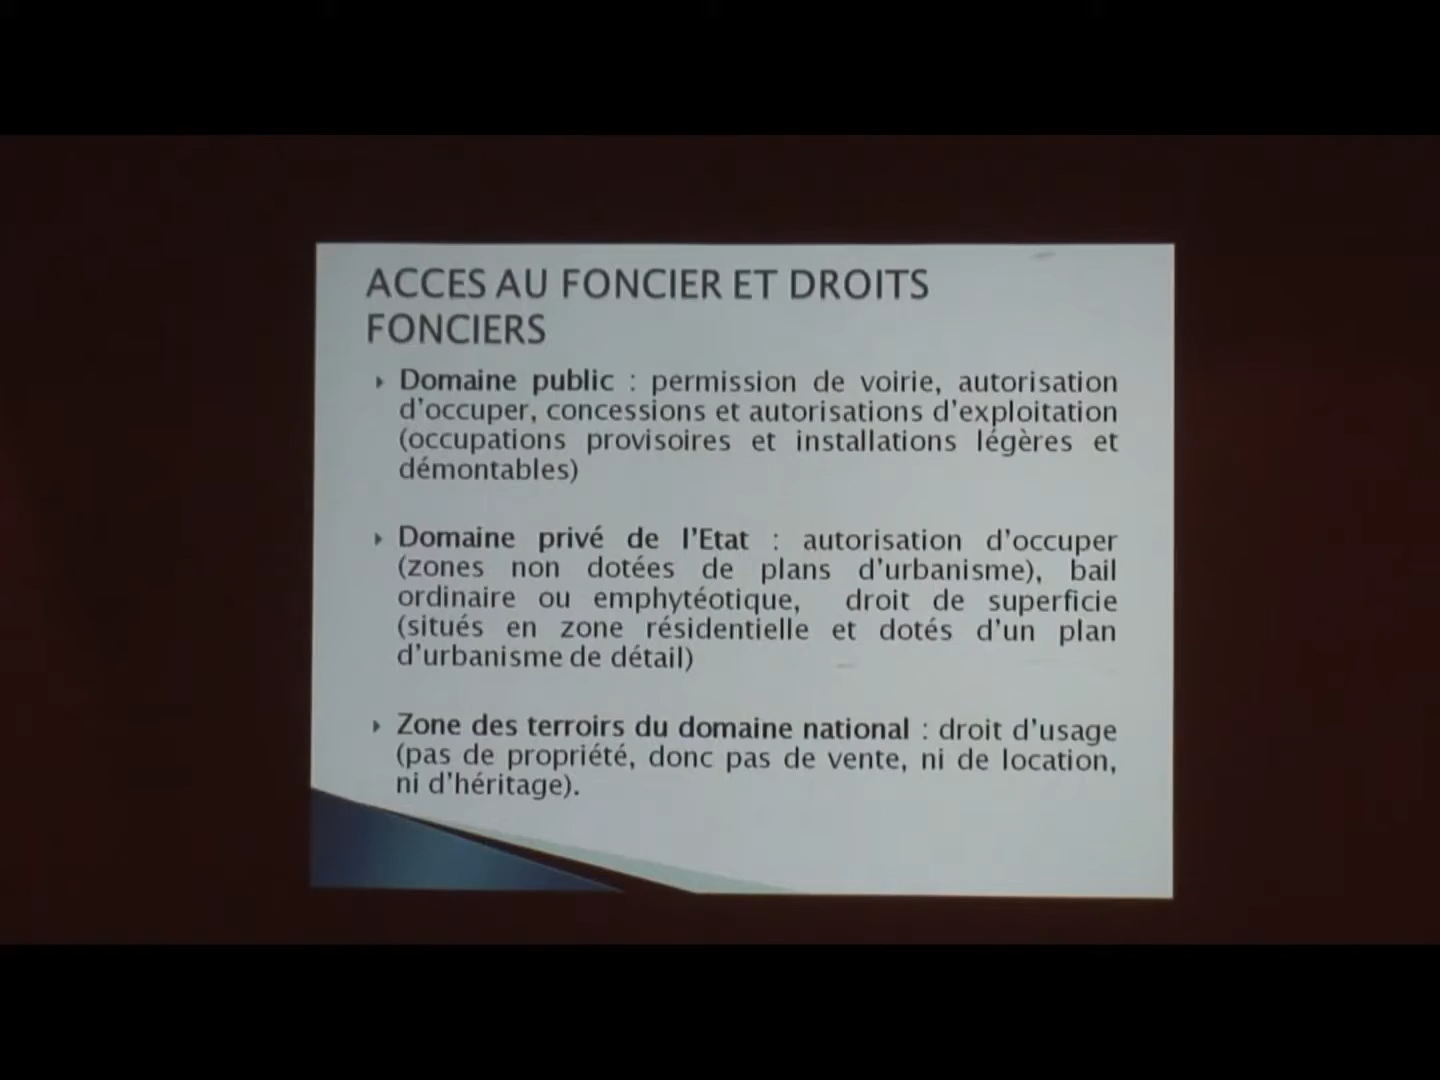 ACCES AU FONCIER ET DROITS
FONCIERS
Domaine public : permission de voirie, autorisation
d'occuper, concessions et autorisations d'exploitation
(occupations provisoires et installations légères et
démontables)
Domaine privé de l'Etat : autorisation d'occuper
(zones non dotées de plans d'urbanisme), bail
ordinaire ou emphytéotique, droit de superficie
(situés en zone résidentielle et dotés d'un plan
d'urbanisme de détail)
Zone des terroirs du domaine national : droit d'usage
(pas de propriété, donc pas de vente, ni de location,
ni d'héritage).